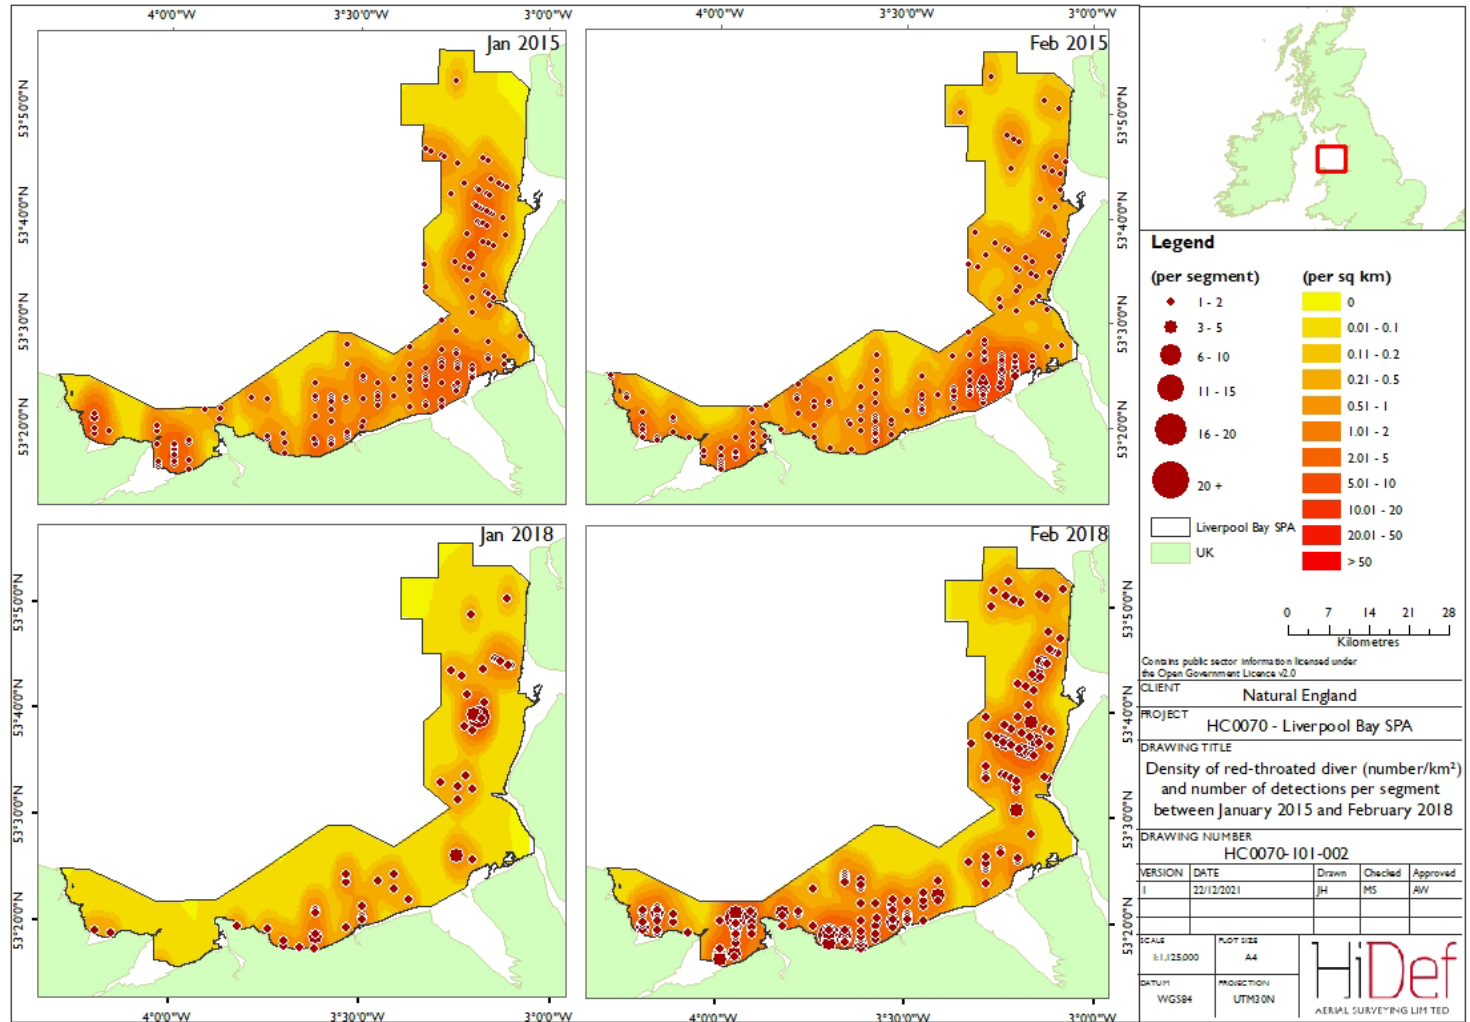 4°0'0"W 3°30'0"W 3°0'0"W 4°0'0"W 3°30'0"W 3°0'0"W
Jan 2015
Feb 2015
53°50'0"N
53°40'0"N
53°30'0"N
53°20'0"N
53°50'0"N
53°40'0"N
53°30'0"N
53°20'0"N
Jan 2018
Feb 2018
53°50'0"N
53°40'0"N
53°30'0"N
53°20'0"N
53°50'0"N
53°40'0"N
53°30'0"N
53°20'0"N
4°0'0"W 3°30'0"W 3°0'0"W 4°0'0"W 3°30'0"W 3°0'0"W
Legend
(per segment)
1 - 2
3 - 5
6 - 10
11 - 15
16 - 20
20 +
Liverpool Bay SPA
UK
(per sq km)
0
0.01 - 0.1
0.11 - 0.2
0.21 - 0.5
0.51 - 1
1.01 - 2
2.01 - 5
5.01 - 10
10.01 - 20
20.01 - 50
> 50
0 7 14 21 28
Kilometres
Contains public sector information licensed under
the Open Government Licence v2.0
CLIENT
Natural England
PROJECT
HC0070 - Liverpool Bay SPA
DRAWING TITLE
Density of red-throated diver (number/km²)
and number of detections per segment
between January 2015 and February 2018
DRAWING NUMBER
HC0070-101-002
VERSION DATE Drawn Checked Approved
1 22/12/2021 JH MS AW
SCALE PLOT SIZE
1:1,125,000 A4
DATUM PROJECTION
WGS84 UTM30N
HiDef
AERIAL SURVEYING LIMITED